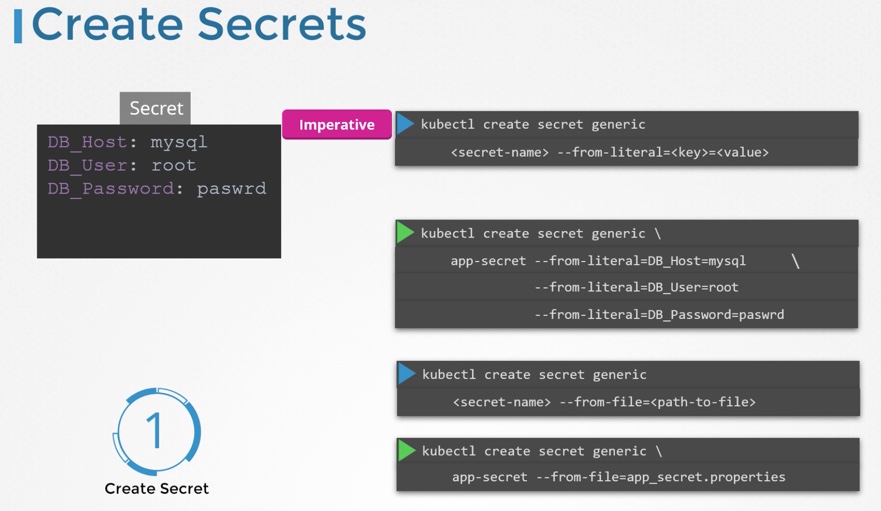 Create Secrets
Secret
DB_Host: mysql
DB_User: root
DB_Password: paswrd
Imperative
kubectl create secret generic
<secret-name> --from-literal=<key>=<value>
kubectl create secret generic \
app-secret --from-literal=DB_Host=mysql \
--from-literal=DB_User=root
--from-literal=DB_Password=paswrd
kubectl create secret generic
<secret-name> --from-file=<path-to-file>
kubectl create secret generic \
app-secret --from-file=app_secret.properties
1
Create Secret